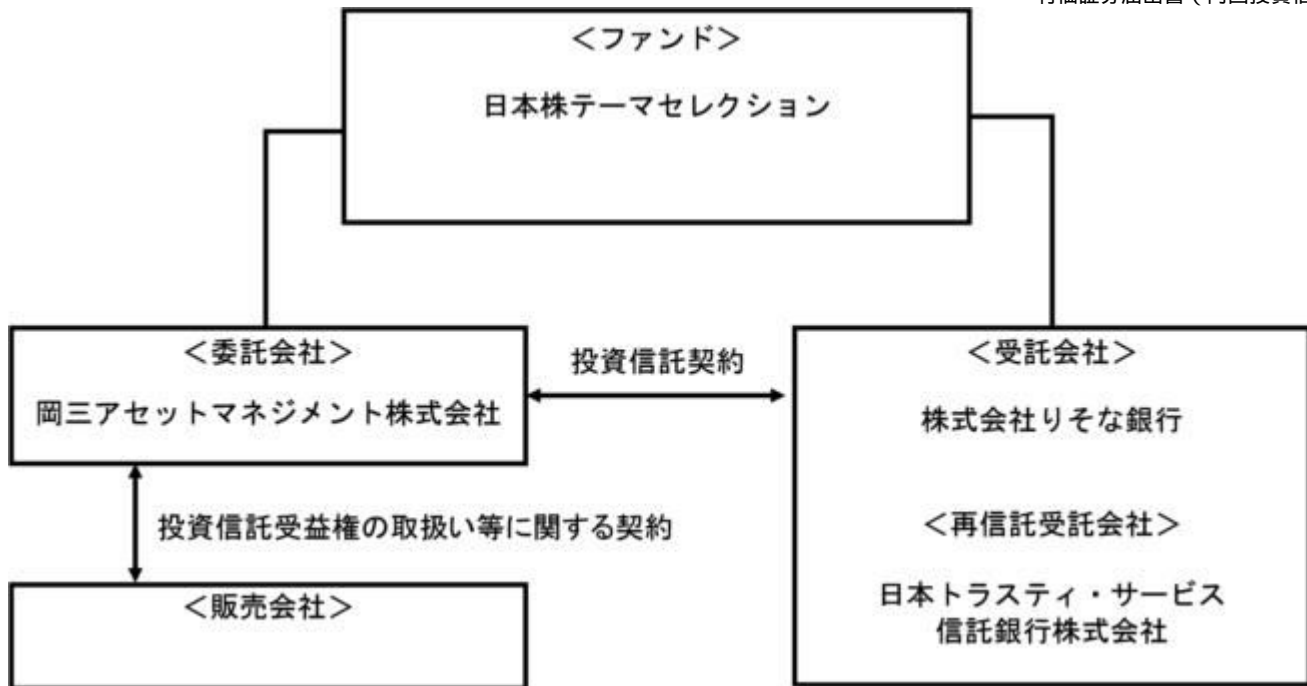 ＜ファンド＞
日本株テーマセレクション
＜委託会社＞
岡三アセットマネジメント株式会社
投資信託契約
＜受託会社＞
株式会社りそな銀行
＜再信託受託会社＞
日本トラスティ・サービス
信託銀行株式会社
投資信託受益権の取扱い等に関する契約
＜販売会社＞